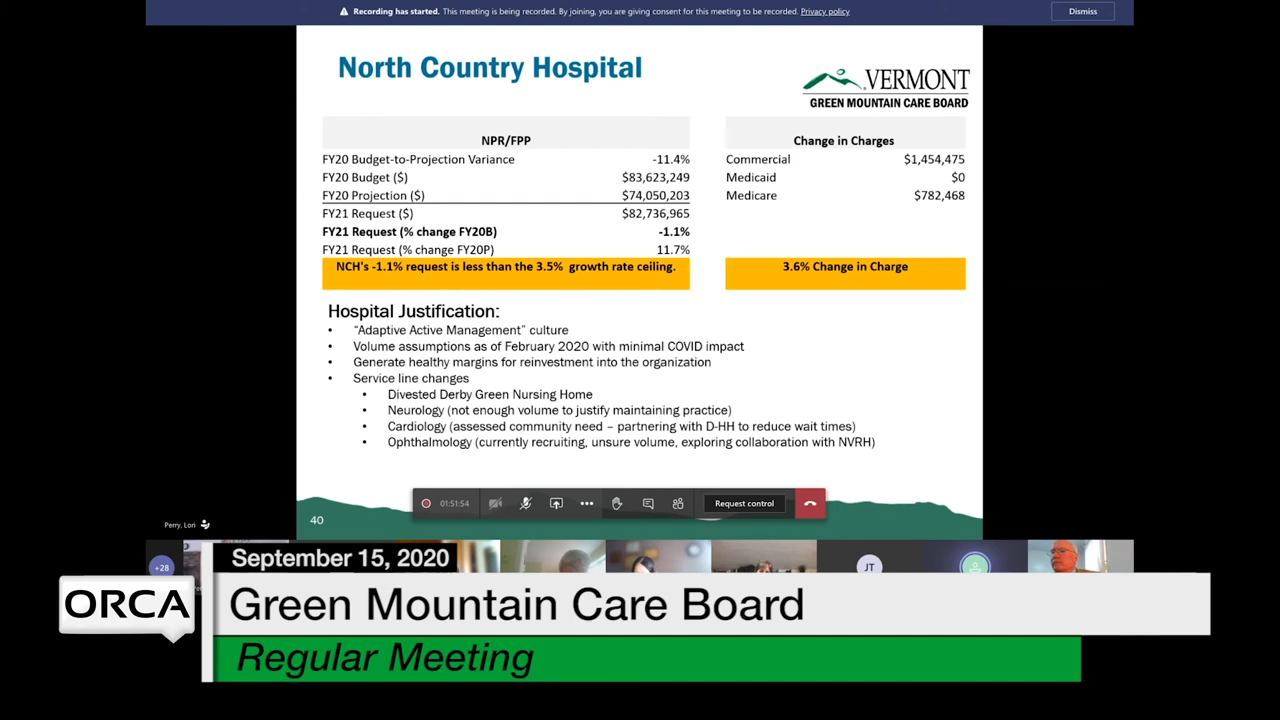 Recording has started. This meeting is being recorded. By joining, you are giving consent for this meeting to be recorded. Privacy policy
Dismiss
North Country Hospital
VERMONT
GREEN MOUNTAIN CARE BOARD
NPR/FPP
FY20 Budget-to-Projection Variance -11.4%
FY20 Budget ($) $83,623,249
FY20 Projection ($) $74,050,203
FY21 Request ($) $82,736,965
FY21 Request (% change FY20B) -1.1%
FY21 Request (% change FY20P) 11.7%
NCH's -1.1% request is less than the 3.5% growth rate ceiling.
Change in Charges
Commercial $1,454,475
Medicaid $0
Medicare $782,468
3.6% Change in Charge
Hospital Justification:
• "Adaptive Active Management" culture
• Volume assumptions as of February 2020 with minimal COVID impact
• Generate healthy margins for reinvestment into the organization
• Service line changes
• Divested Derby Green Nursing Home
• Neurology (not enough volume to justify maintaining practice)
• Cardiology (assessed community need – partnering with D-HH to reduce wait times)
• Ophthalmology (currently recruiting, unsure volume, exploring collaboration with NVRH)
01:51:54
Request control
40
Perry, Lori
+28
JT
September 15, 2020
ORCA
Green Mountain Care Board
Regular Meeting